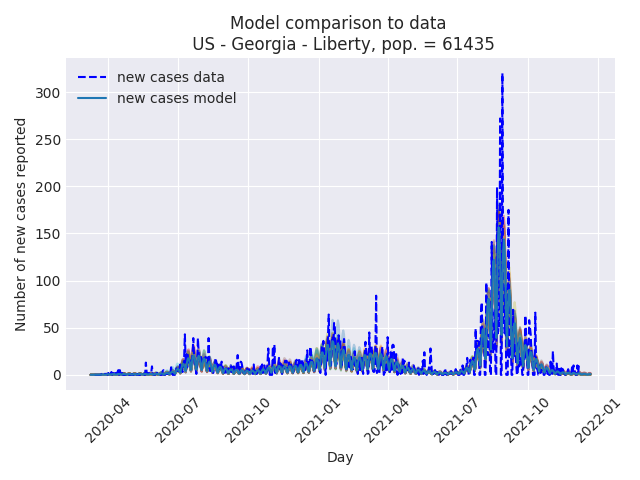 Model comparison to data
US - Georgia - Liberty, pop. = 61435
new cases data
new cases model
Number of new cases reported
300
250
200
150
100
50
0
2020-04
2020-07
2020-10
2021-01
2021-04
2021-07
2021-10
2022-01
Day